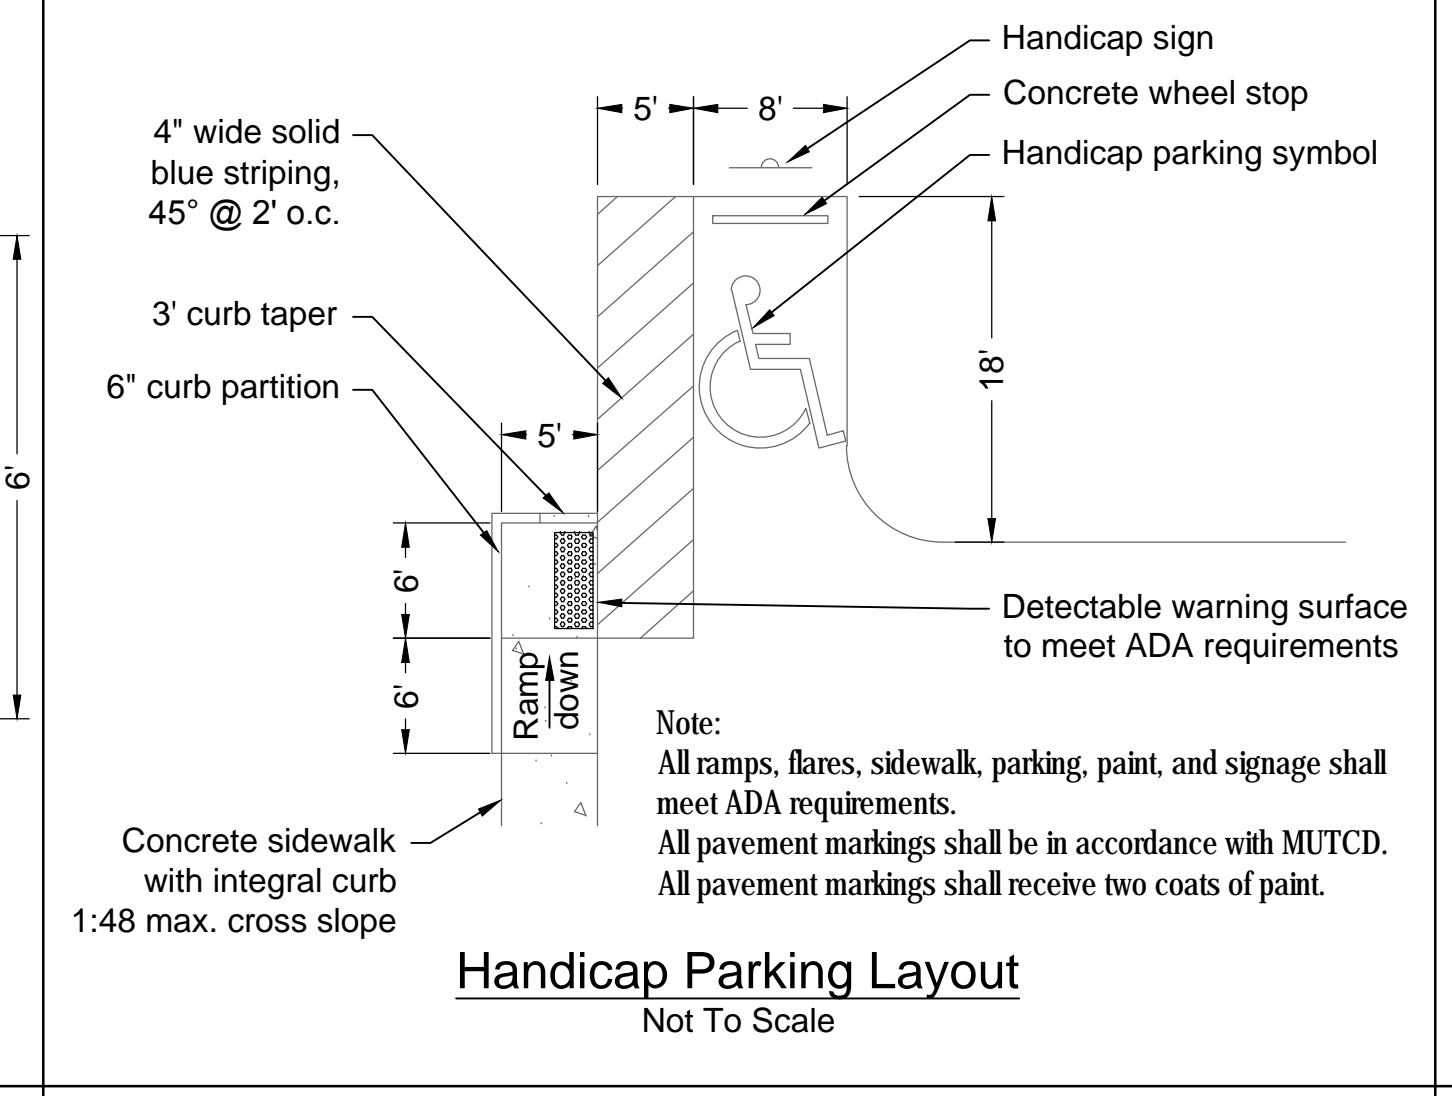 Handicap sign
Concrete wheel stop
Handicap parking symbol
5'
8'
4" wide solid
blue striping,
45° @ 2' o.c.
3' curb taper
6" curb partition
5'
18'
6'
6'
6'
Ramp
down
Detectable warning surface
to meet ADA requirements
Note:
All ramps, flares, sidewalk, parking, paint, and signage shall
meet ADA requirements.
All pavement markings shall be in accordance with MUTCD.
All pavement markings shall receive two coats of paint.
Concrete sidewalk
with integral curb
1:48 max. cross slope
Handicap Parking Layout
Not To Scale